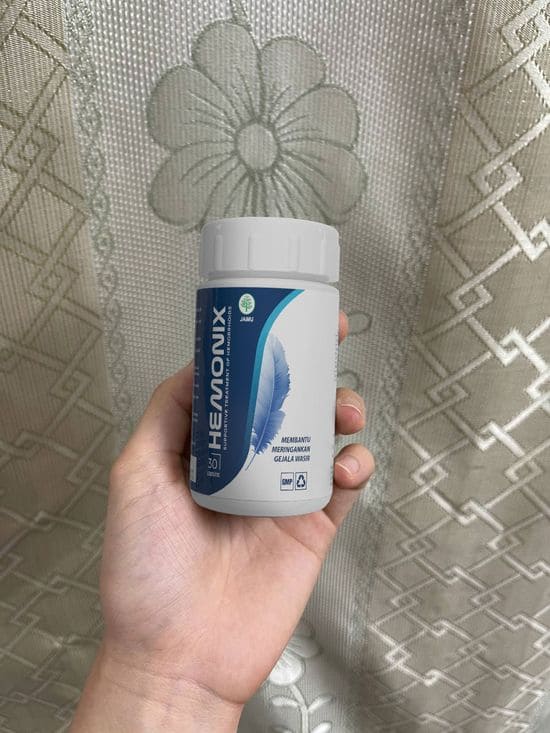 JAMU
HEMONIX
SUPPORTIVE TREATMENT OF HEMORRHOIDS
30
MEMBANTU
MERINGANKAN
GEJALA WASIR
GMP